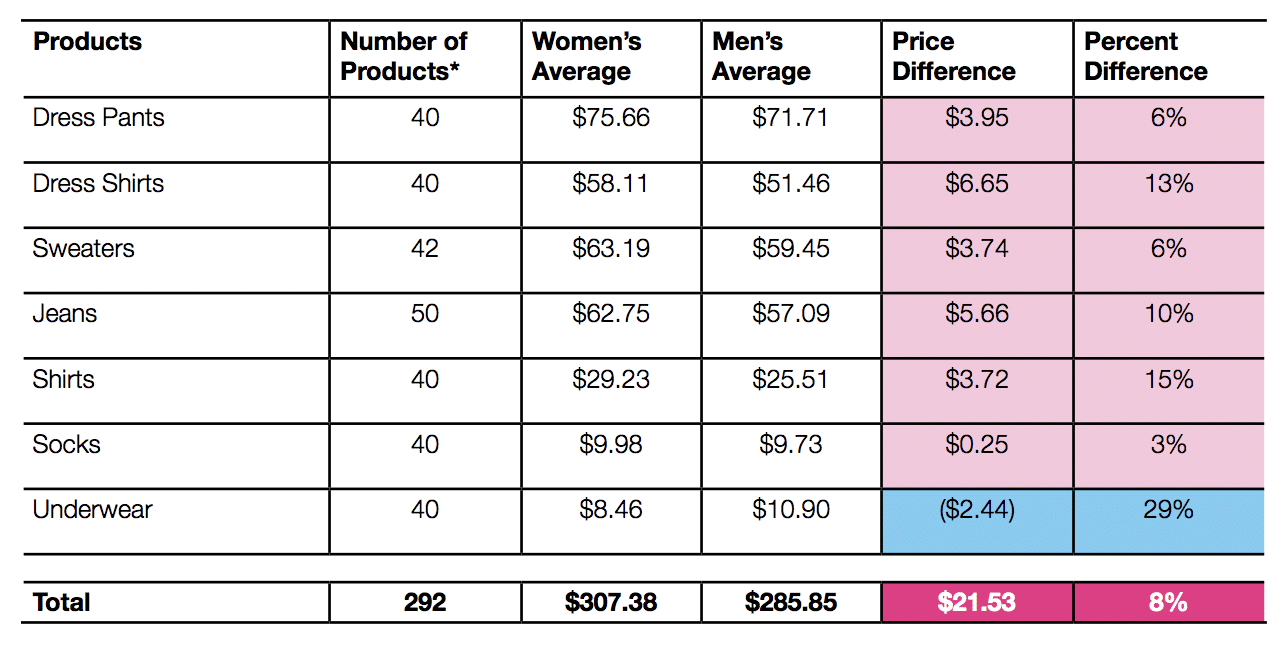 Products Number of Products* Women's Average Men's Average Price Difference Percent Difference
Dress Pants 40 $75.66 $71.71 $3.95 6%
Dress Shirts 40 $58.11 $51.46 $6.65 13%
Sweaters 42 $63.19 $59.45 $3.74 6%
Jeans 50 $62.75 $57.09 $5.66 10%
Shirts 40 $29.23 $25.51 $3.72 15%
Socks 40 $9.98 $9.73 $0.25 3%
Underwear 40 $8.46 $10.90 ($2.44) 29%
Total 292 $307.38 $285.85 $21.53 8%